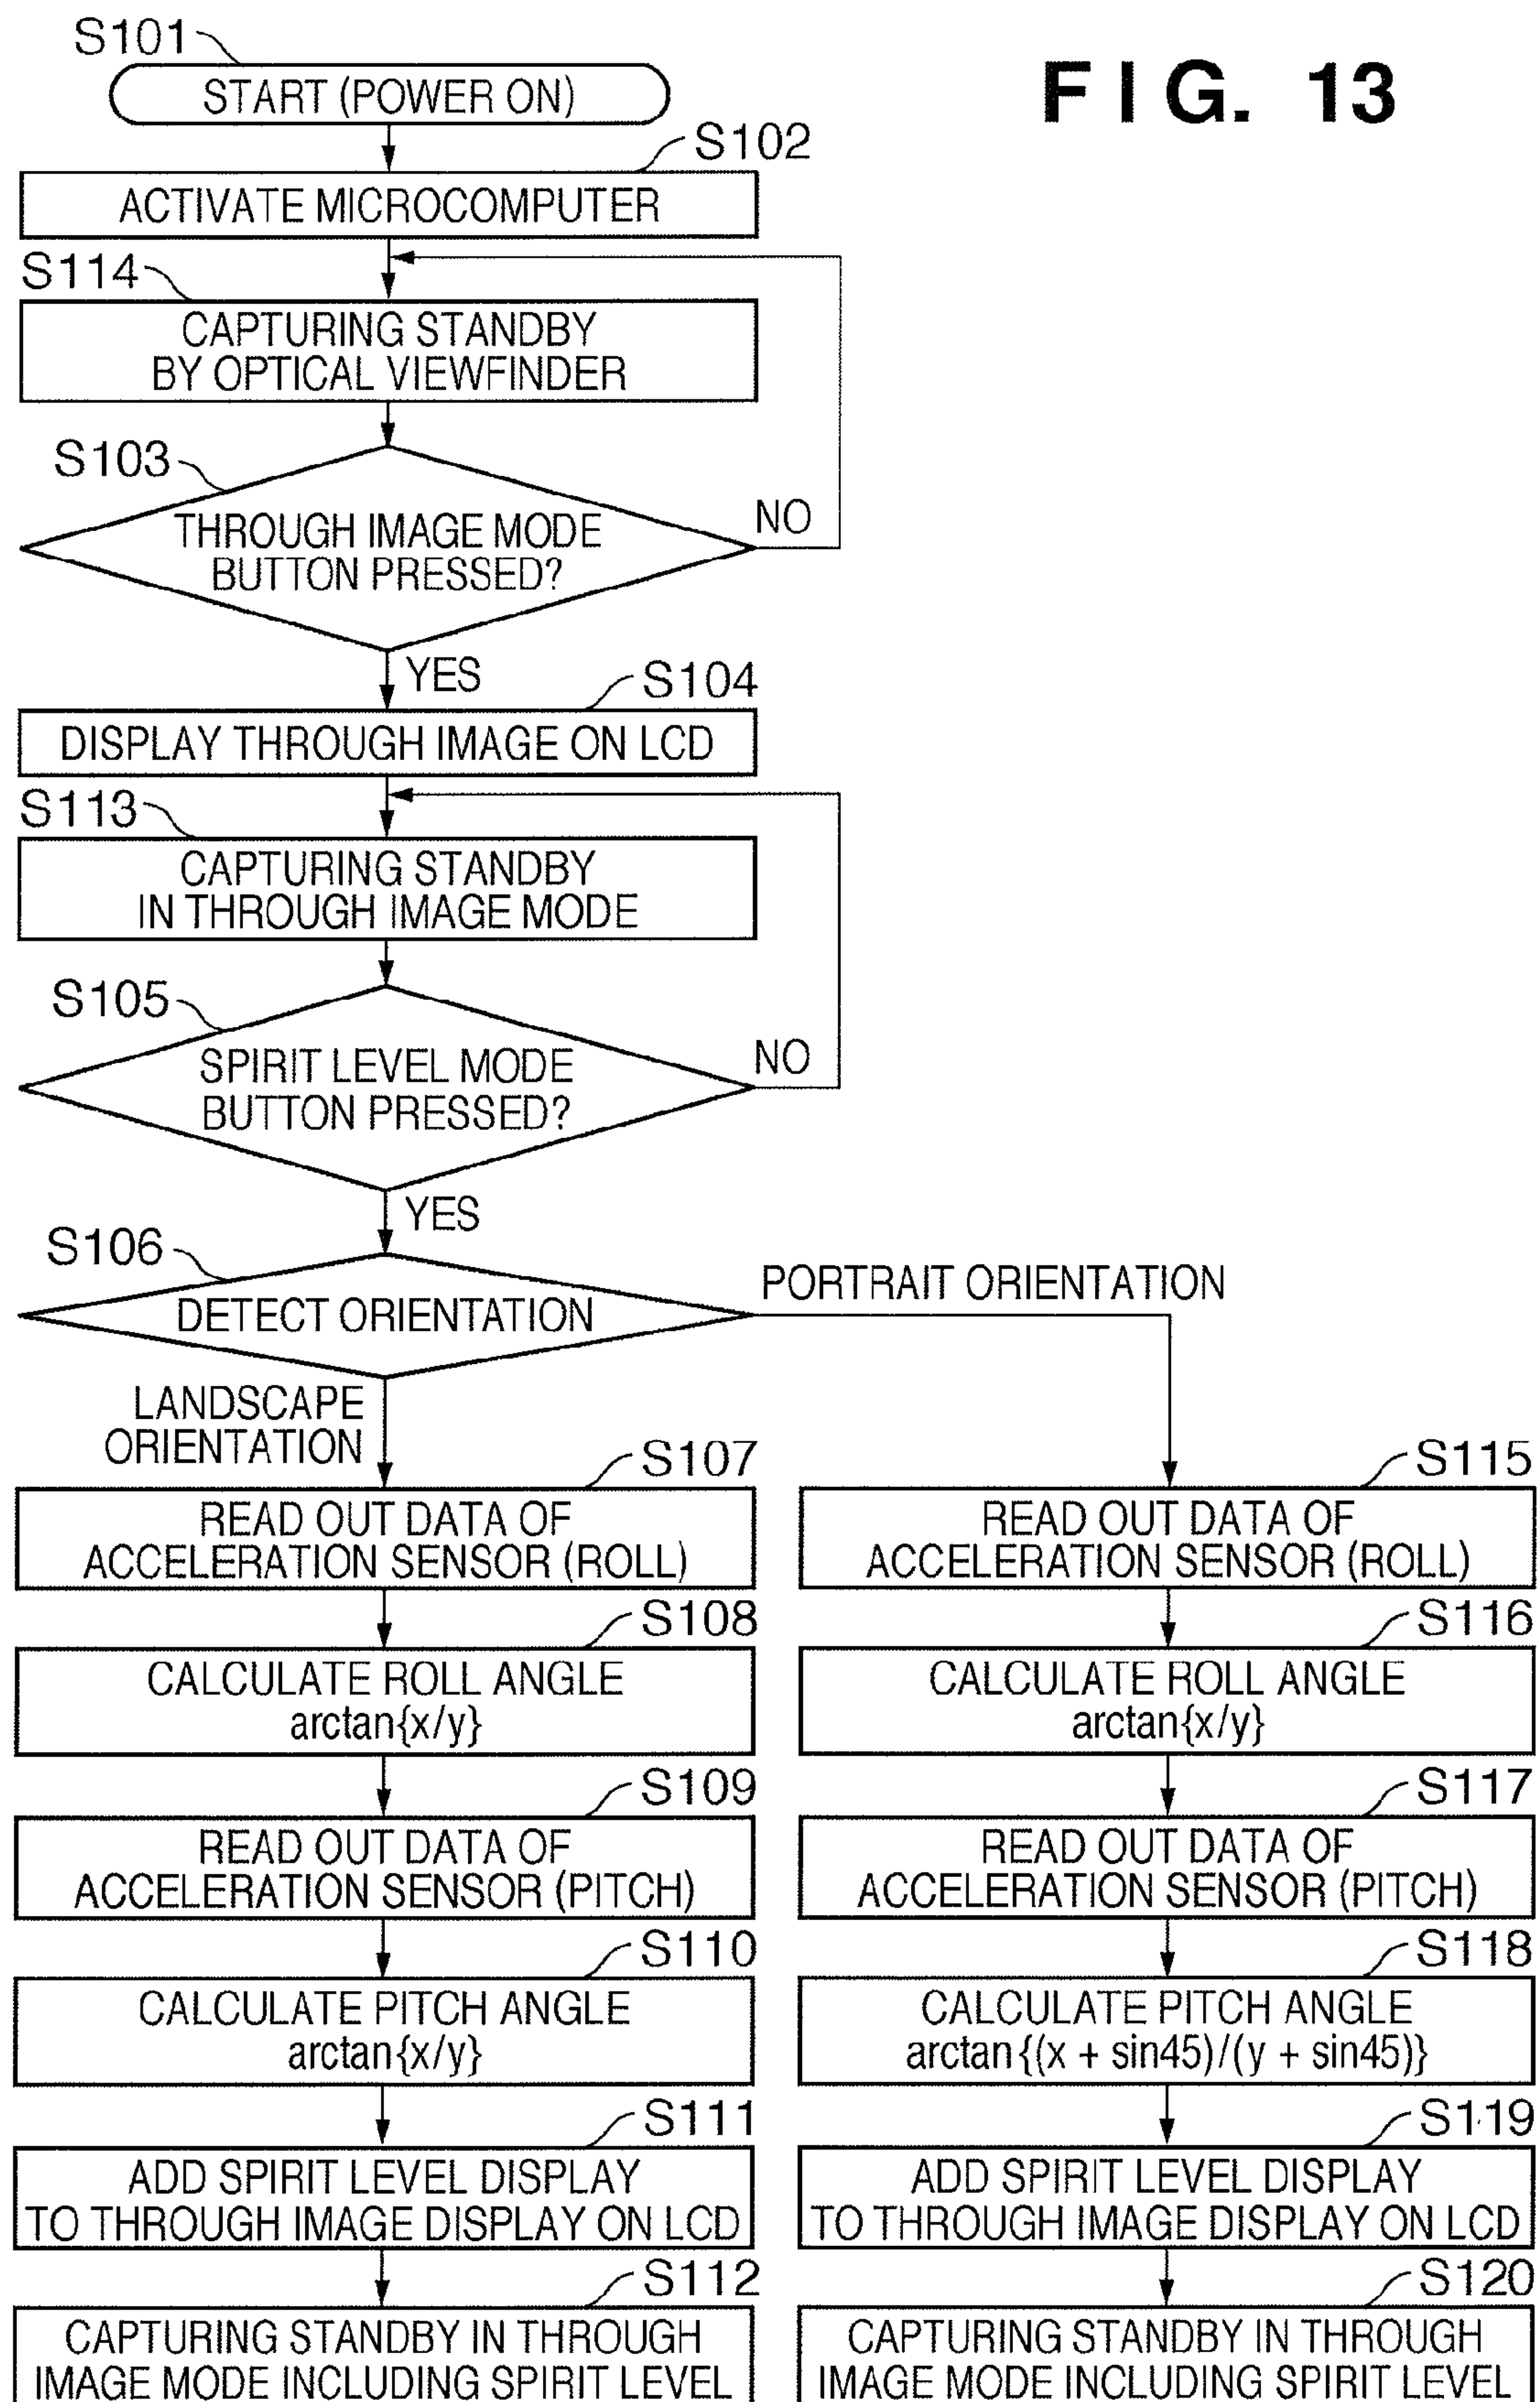 FIG. 13
S101
START (POWER ON)
S102
ACTIVATE MICROCOMPUTER
S114
CAPTURING STANDBY
BY OPTICAL VIEWFINDER
S103
THROUGH IMAGE MODE
BUTTON PRESSED?
NO
YES
S104
DISPLAY THROUGH IMAGE ON LCD
S113
CAPTURING STANDBY
IN THROUGH IMAGE MODE
S105
SPIRIT LEVEL MODE
BUTTON PRESSED?
NO
YES
S106
DETECT ORIENTATION
PORTRAIT ORIENTATION
LANDSCAPE
ORIENTATION
S107
READ OUT DATA OF
ACCELERATION SENSOR (ROLL)
S108
CALCULATE ROLL ANGLE
arctan{x/y}
S109
READ OUT DATA OF
ACCELERATION SENSOR (PITCH)
S110
CALCULATE PITCH ANGLE
arctan{x/y}
S111
ADD SPIRIT LEVEL DISPLAY
TO THROUGH IMAGE DISPLAY ON LCD
S112
CAPTURING STANDBY IN THROUGH
IMAGE MODE INCLUDING SPIRIT LEVEL
S115
READ OUT DATA OF
ACCELERATION SENSOR (ROLL)
S116
CALCULATE ROLL ANGLE
arctan{x/y}
S117
READ OUT DATA OF
ACCELERATION SENSOR (PITCH)
S118
CALCULATE PITCH ANGLE
arctan{(x + sin45)/(y + sin45)}
S119
ADD SPIRIT LEVEL DISPLAY
TO THROUGH IMAGE DISPLAY ON LCD
S120
CAPTURING STANDBY IN THROUGH
IMAGE MODE INCLUDING SPIRIT LEVEL